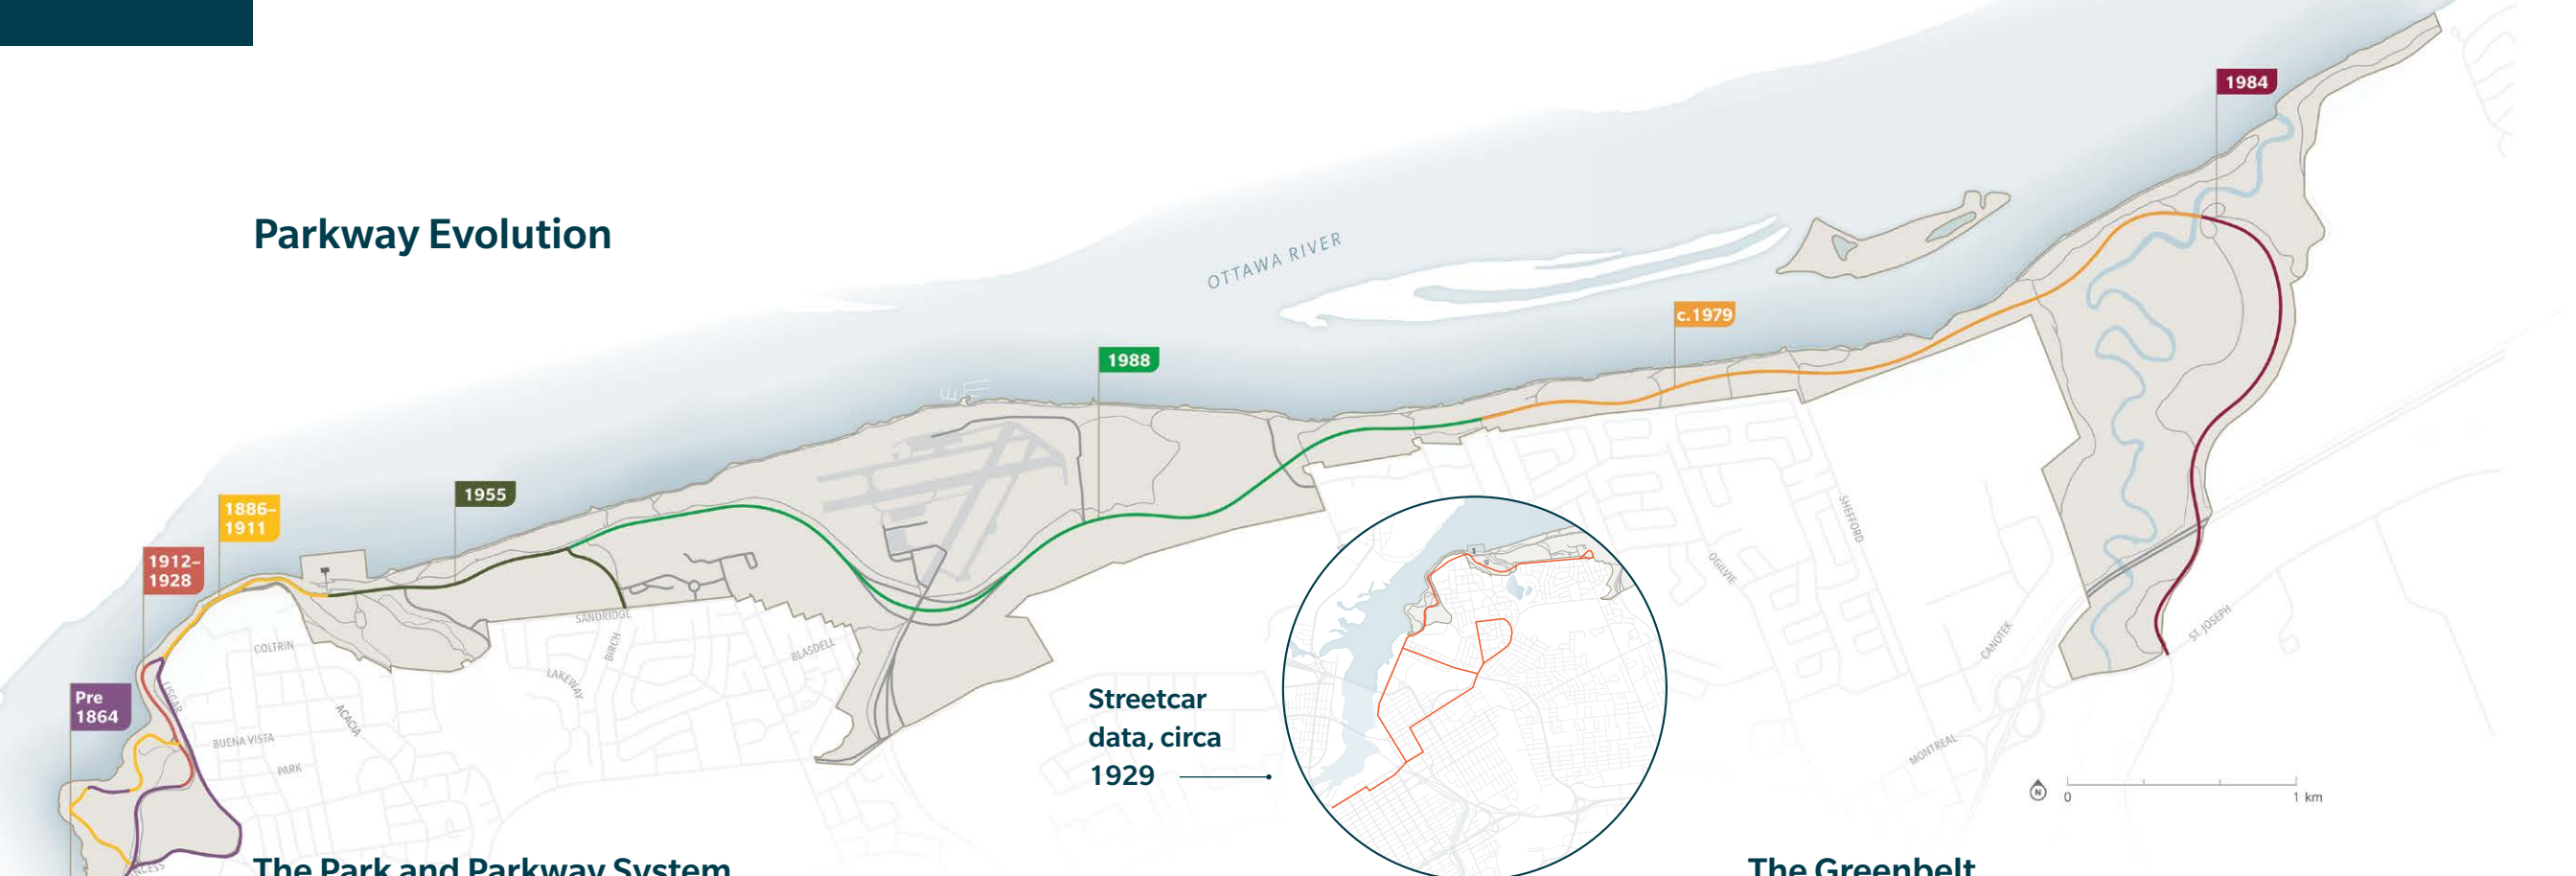 Parkway Evolution
1984
OTTAWA RIVER
c.1979
1988
1955
1886–
1911
1912–
1928
Pre
1864
SANDRIDGE
COLTRIN
BIRCH
BLASDELL
LAKEWAY
LISGAR
ACACIA
BUENA VISTA
PARK
SHEFFORD
OGILVIE
CANOTEK
ST. JOSEPH
MONTREAL
Streetcar
data, circa
1929
N
0
1 km
The Park and Parkway System
The Greenbelt